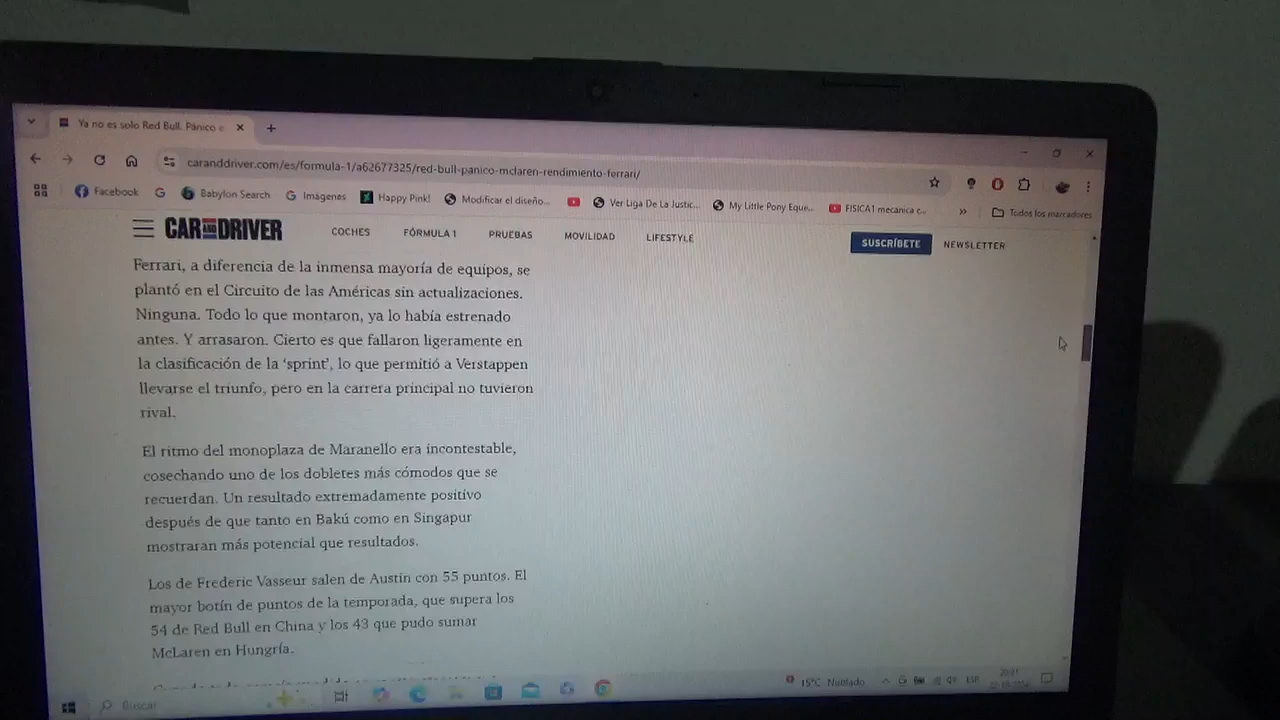 Ya no es solo Red Bull. Pánico e
caranddriver.com/es/formula-1/a62677325/red-bull-panico-mclaren-rendimiento-ferrari/
Facebook Babylon Search Imágenes Happy Pink! Modificar el diseño... Ver Liga De La Justic... My Little Pony Eque... FISICA1 mecánica c... » Todos los marcadores
CAR AND DRIVER COCHES FÓRMULA 1 PRUEBAS MOVILIDAD LIFESTYLE SUSCRÍBETE NEWSLETTER
Ferrari, a diferencia de la inmensa mayoría de equipos, se
plantó en el Circuito de las Américas sin actualizaciones.
Ninguna. Todo lo que montaron, ya lo había estrenado
antes. Y arrasaron. Cierto es que fallaron ligeramente en
la clasificación de la ‘sprint’, lo que permitió a Verstappen
llevarse el triunfo, pero en la carrera principal no tuvieron
rival.
El ritmo del monoplaza de Maranello era incontestable,
cosechando uno de los dobletes más cómodos que se
recuerdan. Un resultado extremadamente positivo
después de que tanto en Bakú como en Singapur
mostraran más potencial que resultados.
Los de Frederic Vasseur salen de Austin con 55 puntos. El
mayor botín de puntos de la temporada, que supera los
54 de Red Bull en China y los 43 que pudo sumar
McLaren en Hungría.
Buscar 15°C Nublado ESP